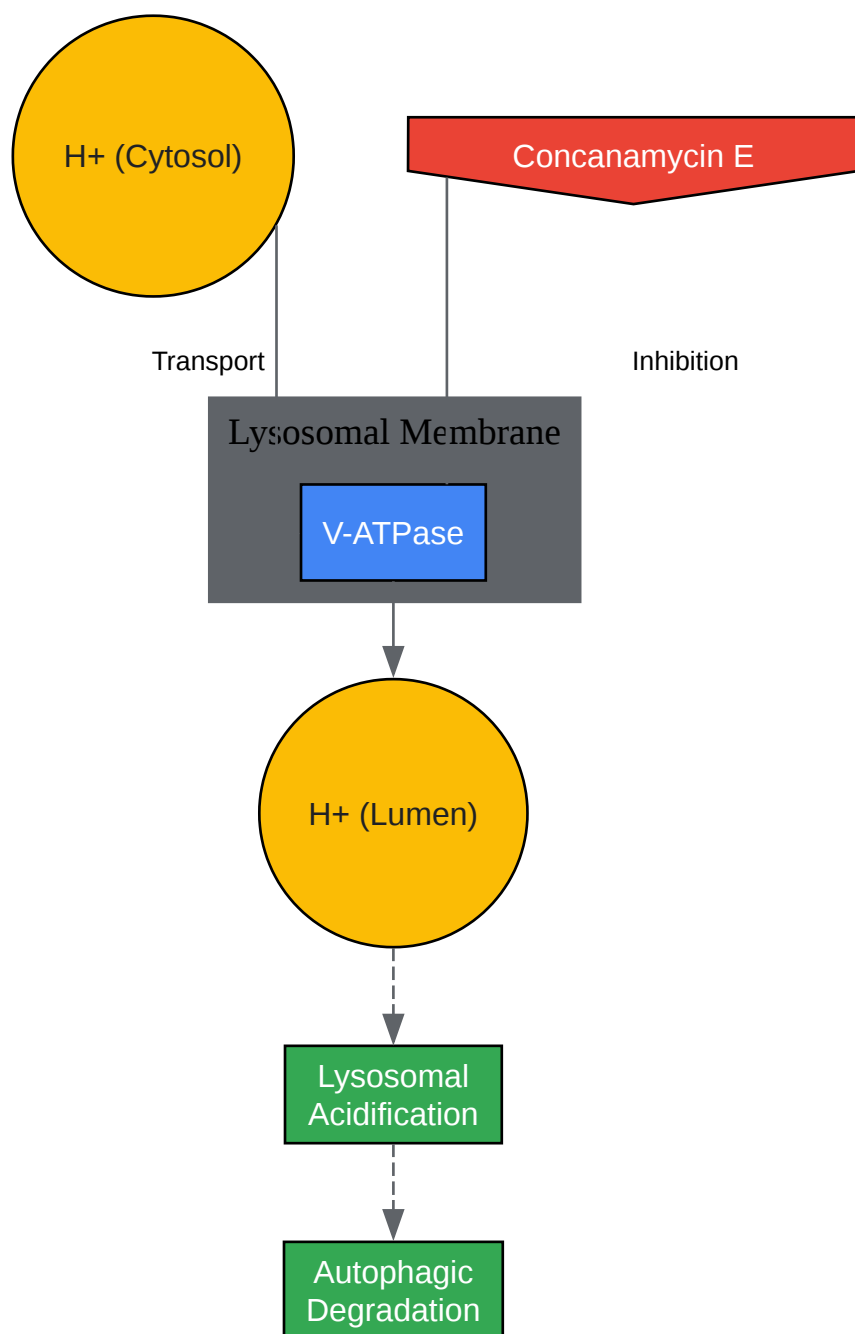 H+ (Cytosol)
Concanamycin E
Transport
Inhibition
Lysosomal Membrane
V-ATPase
H+ (Lumen)
Lysosomal
Acidification
Autophagic
Degradation